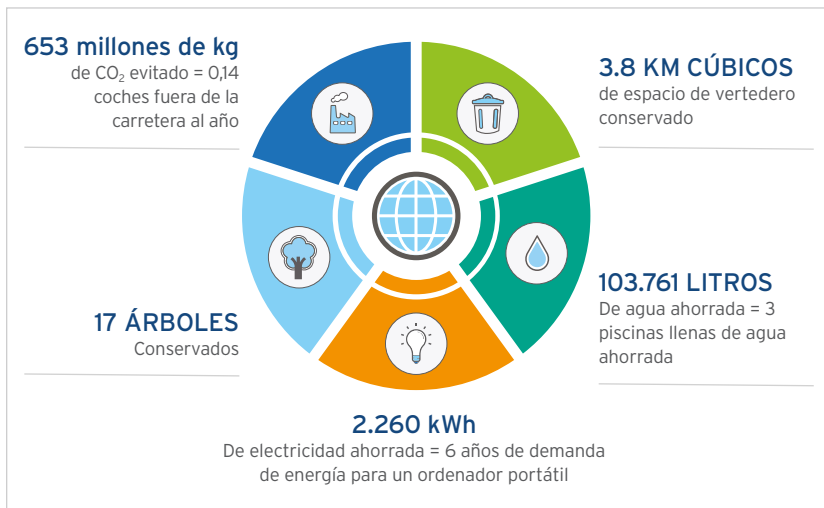 653 millones de kg
de CO₂ evitado = 0,14
coches fuera de la
carretera al año
3.8 KM CÚBICOS
de espacio de vertedero
conservado
17 ÁRBOLES
Conservados
103.761 LITROS
De agua ahorrada = 3
piscinas llenas de agua
ahorrada
2.260 kWh
De electricidad ahorrada = 6 años de demanda
de energía para un ordenador portátil